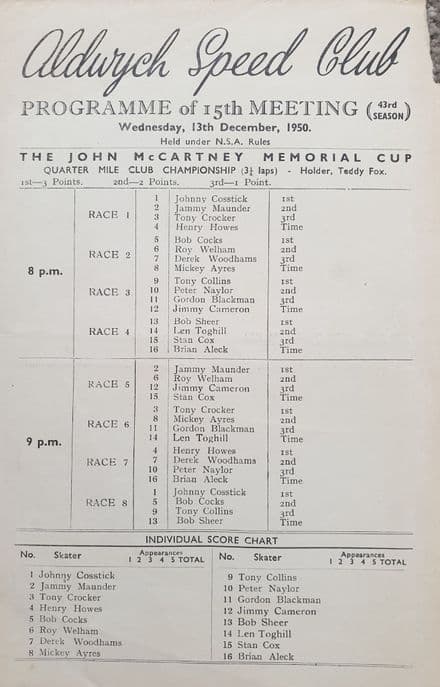 Aldwych Speed Club
PROGRAMME of 15th MEETING (43rd SEASON)
Wednesday, 13th December, 1950.
Held under N.S.A. Rules
THE JOHN McCARTNEY MEMORIAL CUP
QUARTER MILE CLUB CHAMPIONSHIP (3½ laps) - Holder, Teddy Fox.
1st—3 Points. 2nd—2 Points. 3rd—1 Point.
8 p.m.
RACE 1
1 Johnny Cosstick 1st
2 Jammy Maunder 2nd
3 Tony Crocker 3rd
4 Henry Howes Time
RACE 2
5 Bob Cocks 1st
6 Roy Welham 2nd
7 Derek Woodhams 3rd
8 Mickey Ayres Time
RACE 3
9 Tony Collins 1st
10 Peter Naylor 2nd
11 Gordon Blackman 3rd
12 Jimmy Cameron Time
RACE 4
13 Bob Sheer 1st
14 Len Toghill 2nd
15 Stan Cox 3rd
16 Brian Aleck Time
9 p.m.
RACE 5
2 Jammy Maunder 1st
6 Roy Welham 2nd
12 Jimmy Cameron 3rd
15 Stan Cox Time
RACE 6
3 Tony Crocker 1st
8 Mickey Ayres 2nd
11 Gordon Blackman 3rd
14 Len Toghill Time
RACE 7
4 Henry Howes 1st
7 Derek Woodhams 2nd
10 Peter Naylor 3rd
16 Brian Aleck Time
RACE 8
1 Johnny Cosstick 1st
5 Bob Cocks 2nd
9 Tony Collins 3rd
13 Bob Sheer Time
INDIVIDUAL SCORE CHART
No. Skater Appearances 1 2 3 4 5 TOTAL
1 Johnny Cosstick
2 Jammy Maunder
3 Tony Crocker
4 Henry Howes
5 Bob Cocks
6 Roy Welham
7 Derek Woodhams
8 Mickey Ayres
No. Skater Appearances 1 2 3 4 5 TOTAL
9 Tony Collins
10 Peter Naylor
11 Gordon Blackman
12 Jimmy Cameron
13 Bob Sheer
14 Len Toghill
15 Stan Cox
16 Brian Aleck